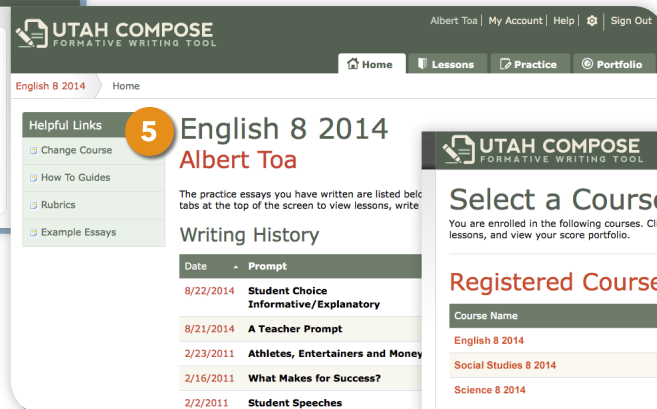 UTAH COMPOSE
FORMATIVE WRITING TOOL
Albert Toa | My Account | Help | Sign Out
Home
Lessons
Practice
Portfolio
English 8 2014
Home
Helpful Links
Change Course
How To Guides
Rubrics
Example Essays
5
English 8 2014
Albert Toa
The practice essays you have written are listed
tabs at the top of the screen to view lessons, write
Writing History
Date Prompt
8/22/2014 Student Choice
Informative/Explanatory
8/21/2014 A Teacher Prompt
2/23/2011 Athletes, Entertainers and Money
2/16/2011 What Makes for Success?
2/2/2011 Student Speeches
UTAH COMPOSE
FORMATIVE WRITING TOOL
Select a Course
You are enrolled in the following courses.
lessons, and view your score portfolio.
Registered Course
Course Name
English 8 2014
Social Studies 8 2014
Science 8 2014